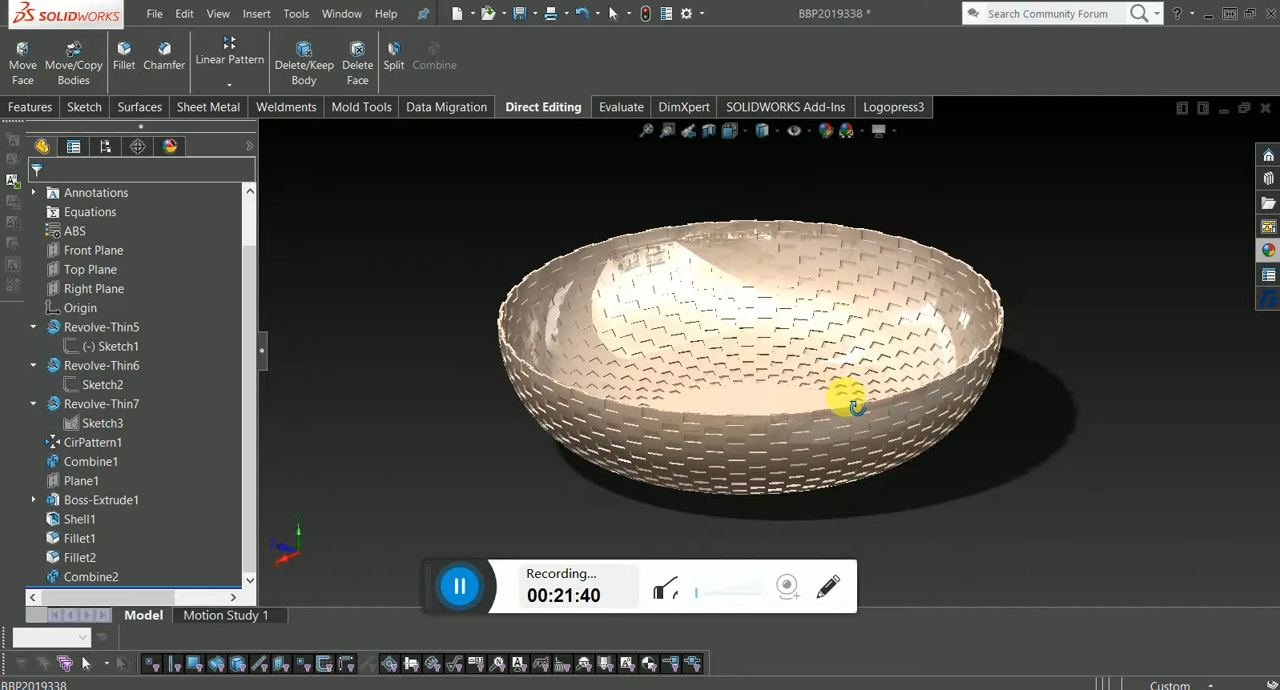 SOLIDWORKS File Edit View Insert Tools Window Help BBP2019338 * Search Community Forum ?
Move Face Move/Copy Bodies Fillet Chamfer Linear Pattern Delete/Keep Body Delete Face Split Combine
Features Sketch Surfaces Sheet Metal Weldments Mold Tools Data Migration Direct Editing Evaluate DimXpert SOLIDWORKS Add-Ins Logopress3
Annotations
Equations
ABS
Front Plane
Top Plane
Right Plane
Origin
Revolve-Thin5
(-) Sketch1
Revolve-Thin6
Sketch2
Revolve-Thin7
Sketch3
CirPattern1
Combine1
Plane1
Boss-Extrude1
Shell1
Fillet1
Fillet2
Combine2
Recording...
00:21:40
Model Motion Study 1
BBP2019338 Custom